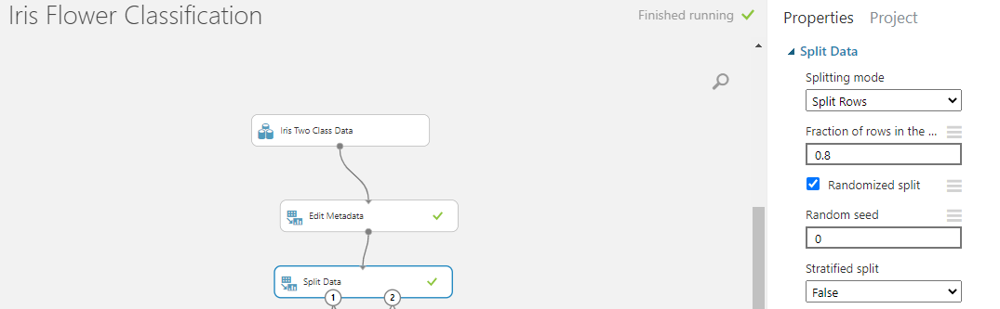 Iris Flower Classification
Finished running
Iris Two Class Data
Edit Metadata
Split Data
1
2
Properties
Project
Split Data
Splitting mode
Split Rows
Fraction of rows in the ...
0.8
Randomized split
Random seed
0
Stratified split
False